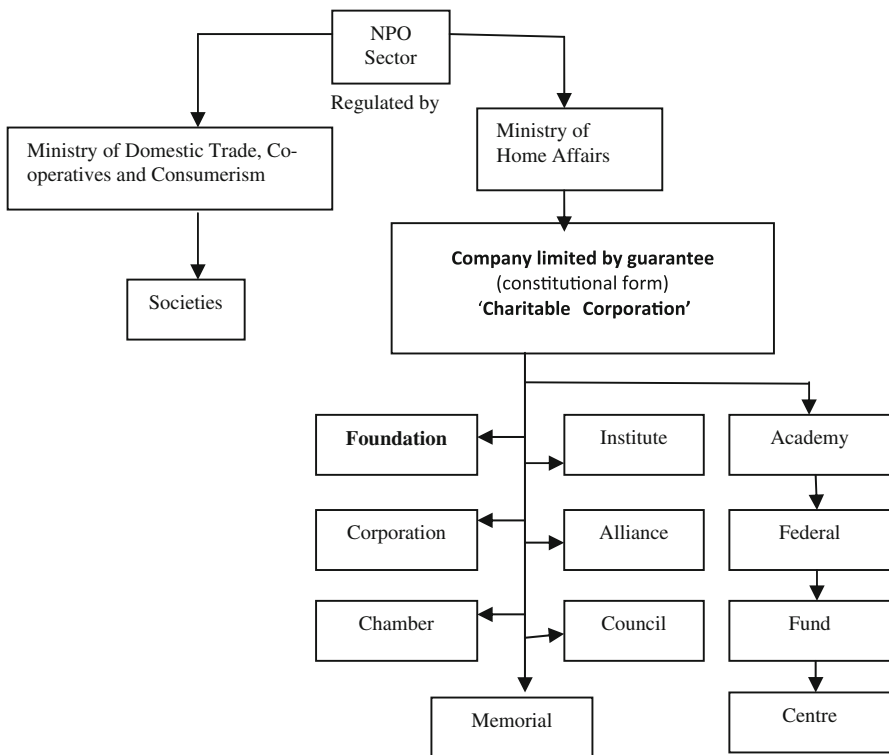 NPO
Sector
Regulated by
Ministry of Domestic Trade, Co-
operatives and Consumerism
Ministry of
Home Affairs
Societies
Company limited by guarantee
(constitutional form)
‘Charitable Corporation’
Foundation
Institute
Academy
Corporation
Alliance
Federal
Chamber
Council
Fund
Memorial
Centre